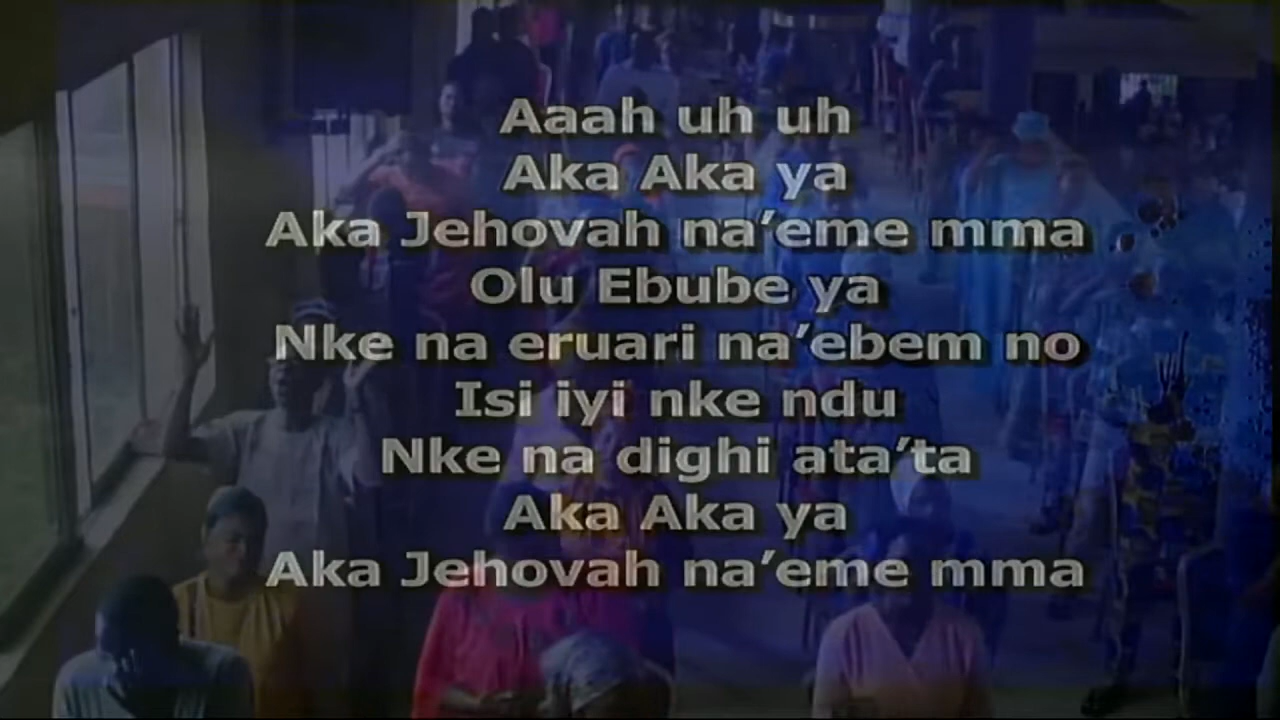 Aaah uh uh
Aka Aka ya
Aka Jehovah na’eme mma
Olu Ebube ya
Nke na eruari na’ebem no
Isi iyi nke ndu
Nke na dighi ata’ta
Aka Aka ya
Aka Jehovah na’eme mma